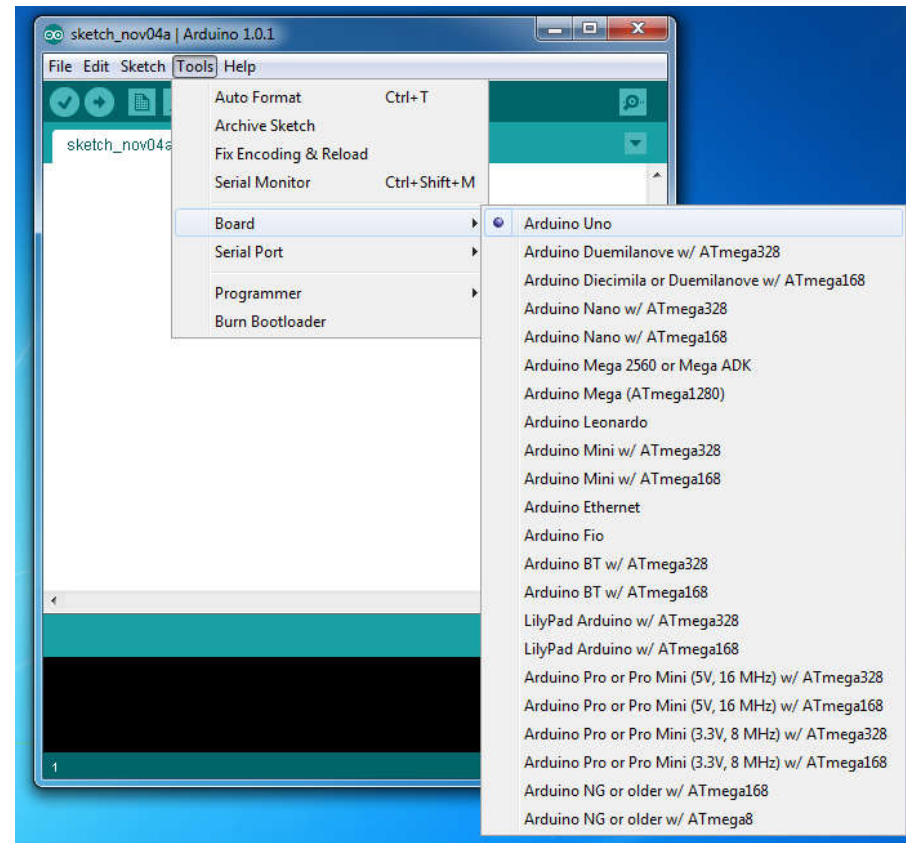 sketch_nov04a | Arduino 1.0.1
File Edit Sketch Tools Help
sketch_nov04a
Auto Format Ctrl+T
Archive Sketch
Fix Encoding & Reload
Serial Monitor Ctrl+Shift+M
Board
Serial Port
Programmer
Burn Bootloader
Arduino Uno
Arduino Duemilanove w/ ATmega328
Arduino Diecimila or Duemilanove w/ ATmega168
Arduino Nano w/ ATmega328
Arduino Nano w/ ATmega168
Arduino Mega 2560 or Mega ADK
Arduino Mega (ATmega1280)
Arduino Leonardo
Arduino Mini w/ ATmega328
Arduino Mini w/ ATmega168
Arduino Ethernet
Arduino Fio
Arduino BT w/ ATmega328
Arduino BT w/ ATmega168
LilyPad Arduino w/ ATmega328
LilyPad Arduino w/ ATmega168
Arduino Pro or Pro Mini (5V, 16 MHz) w/ ATmega328
Arduino Pro or Pro Mini (5V, 16 MHz) w/ ATmega168
Arduino Pro or Pro Mini (3.3V, 8 MHz) w/ ATmega328
Arduino Pro or Pro Mini (3.3V, 8 MHz) w/ ATmega168
Arduino NG or older w/ ATmega168
Arduino NG or older w/ ATmega8
1